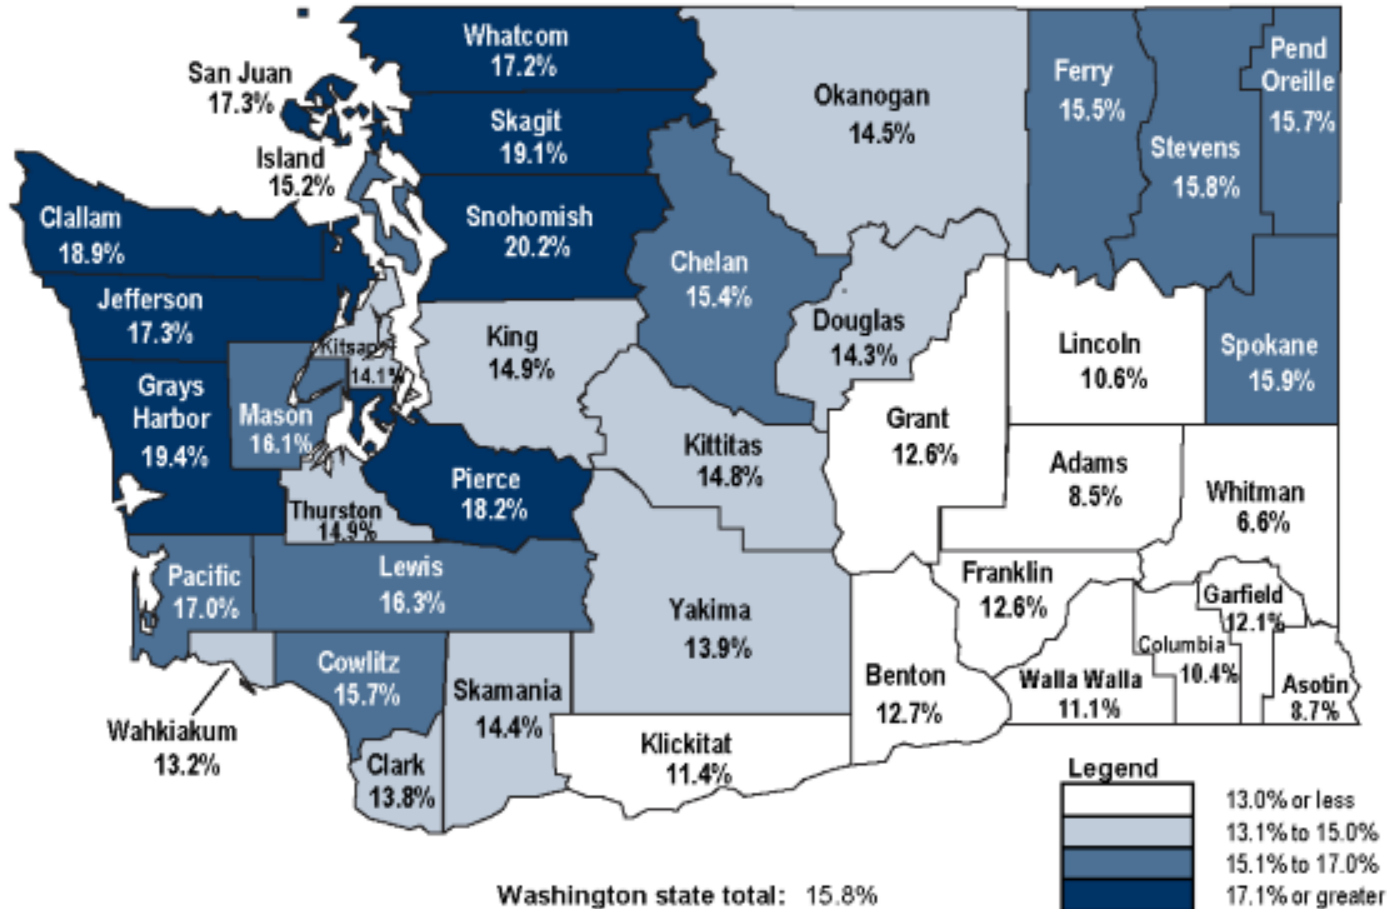 Whatcom
17.2%
San Juan
17.3%
Skagit
19.1%
Island
15.2%
Snohomish
20.2%
Clallam
18.9%
Jefferson
17.3%
Grays
Harbor
19.4%
Mason
16.1%
Kitsap
14.1%
King
14.9%
Pierce
18.2%
Thurston
14.9%
Pacific
17.0%
Lewis
16.3%
Wahkiakum
13.2%
Cowlitz
15.7%
Clark
13.8%
Skamania
14.4%
Okanogan
14.5%
Chelan
15.4%
Douglas
14.3%
Kittitas
14.8%
Yakima
13.9%
Klickitat
11.4%
Ferry
15.5%
Stevens
15.8%
Pend
Oreille
15.7%
Lincoln
10.6%
Spokane
15.9%
Grant
12.6%
Adams
8.5%
Whitman
6.6%
Franklin
12.6%
Benton
12.7%
Walla Walla
11.1%
Columbia
10.4%
Garfield
12.1%
Asotin
8.7%
Legend
13.0% or less
13.1% to 15.0%
15.1% to 17.0%
17.1% or greater
Washington state total: 15.8%